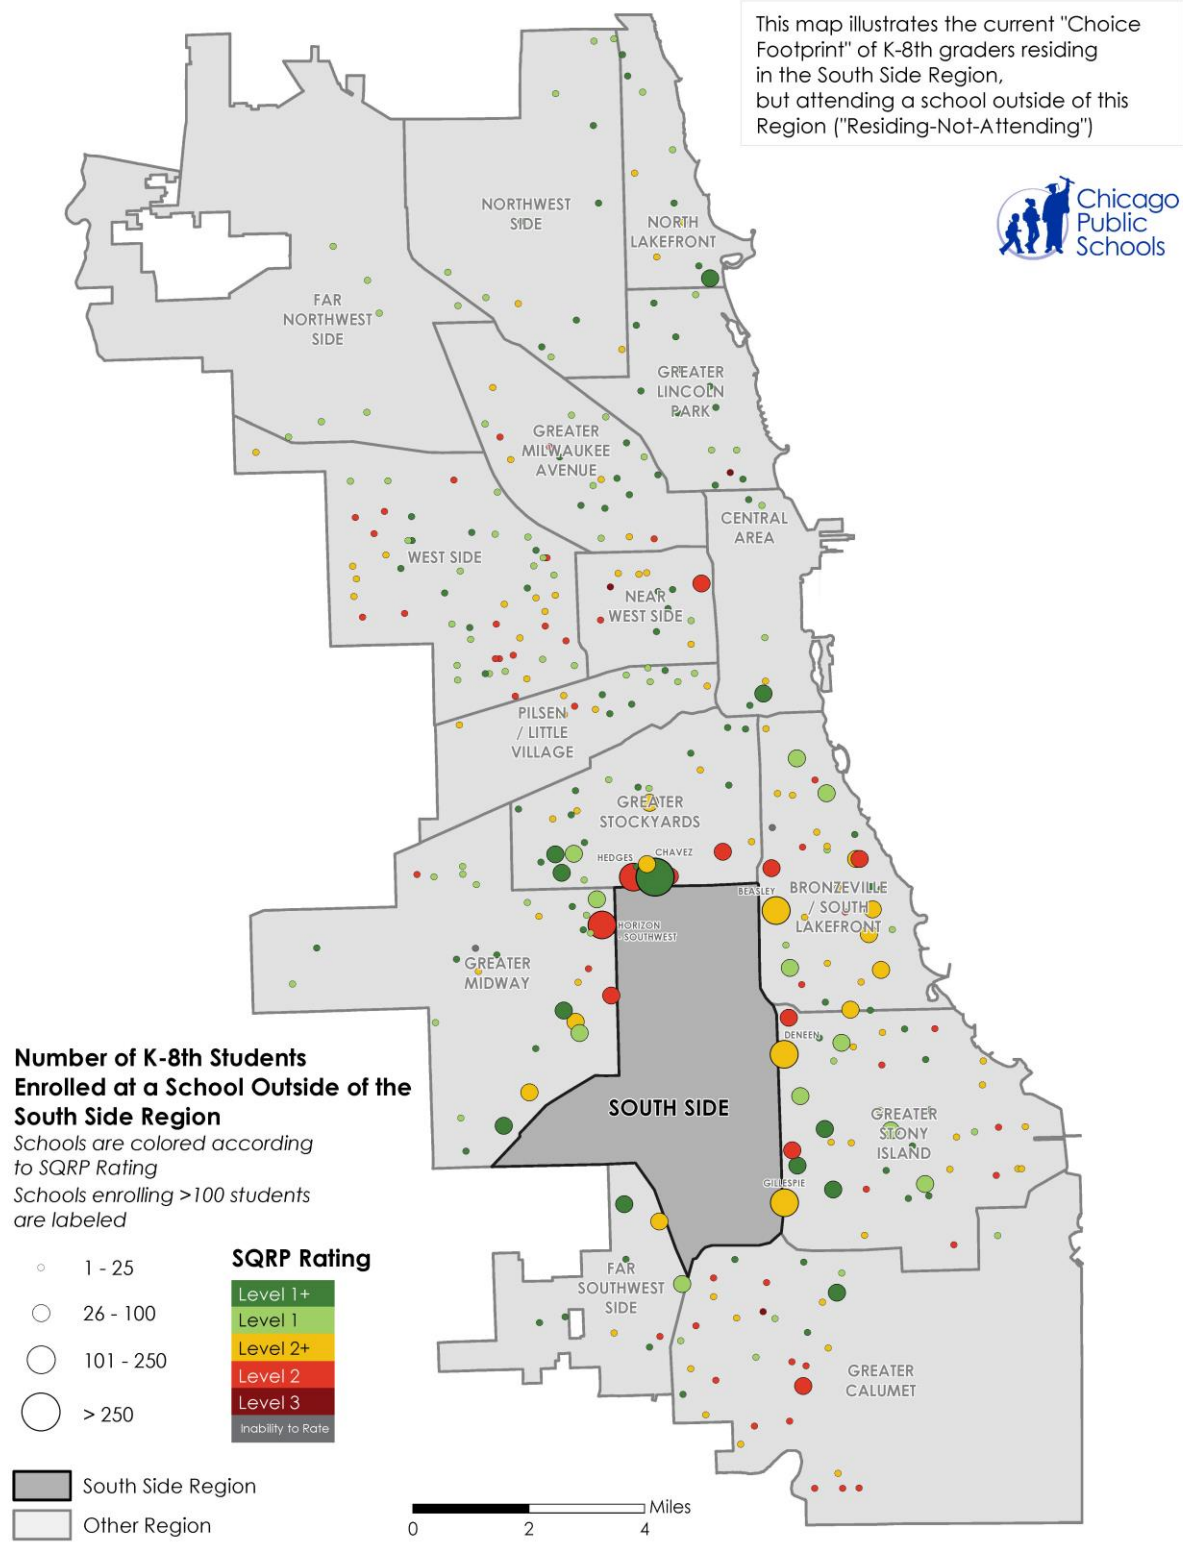 This map illustrates the current "Choice
Footprint" of K-8th graders residing
in the South Side Region,
but attending a school outside of this
Region ("Residing-Not-Attending")
Chicago
Public
Schools
NORTHWEST
SIDE
NORTH
LAKEFRONT
FAR
NORTHWEST
SIDE
GREATER
LINCOLN
PARK
GREATER
MILWAUKEE
AVENUE
CENTRAL
AREA
WEST SIDE
NEAR
WEST SIDE
PILSEN
/ LITTLE
VILLAGE
GREATER
STOCKYARDS
HEDGES
CHAVEZ
BEASLEY
BRONZEVILLE
/ SOUTH
LAKEFRONT
HORIZON
- SOUTHWEST
GREATER
MIDWAY
DENEEN
SOUTH SIDE
GREATER
STONY
ISLAND
GILLESPIE
FAR
SOUTHWEST
SIDE
GREATER
CALUMET
Number of K-8th Students
Enrolled at a School Outside of the
South Side Region
Schools are colored according
to SQRP Rating
Schools enrolling >100 students
are labeled
1 - 25
26 - 100
101 - 250
> 250
SQRP Rating
Level 1+
Level 1
Level 2+
Level 2
Level 3
Inability to Rate
South Side Region
Other Region
Miles
0 2 4